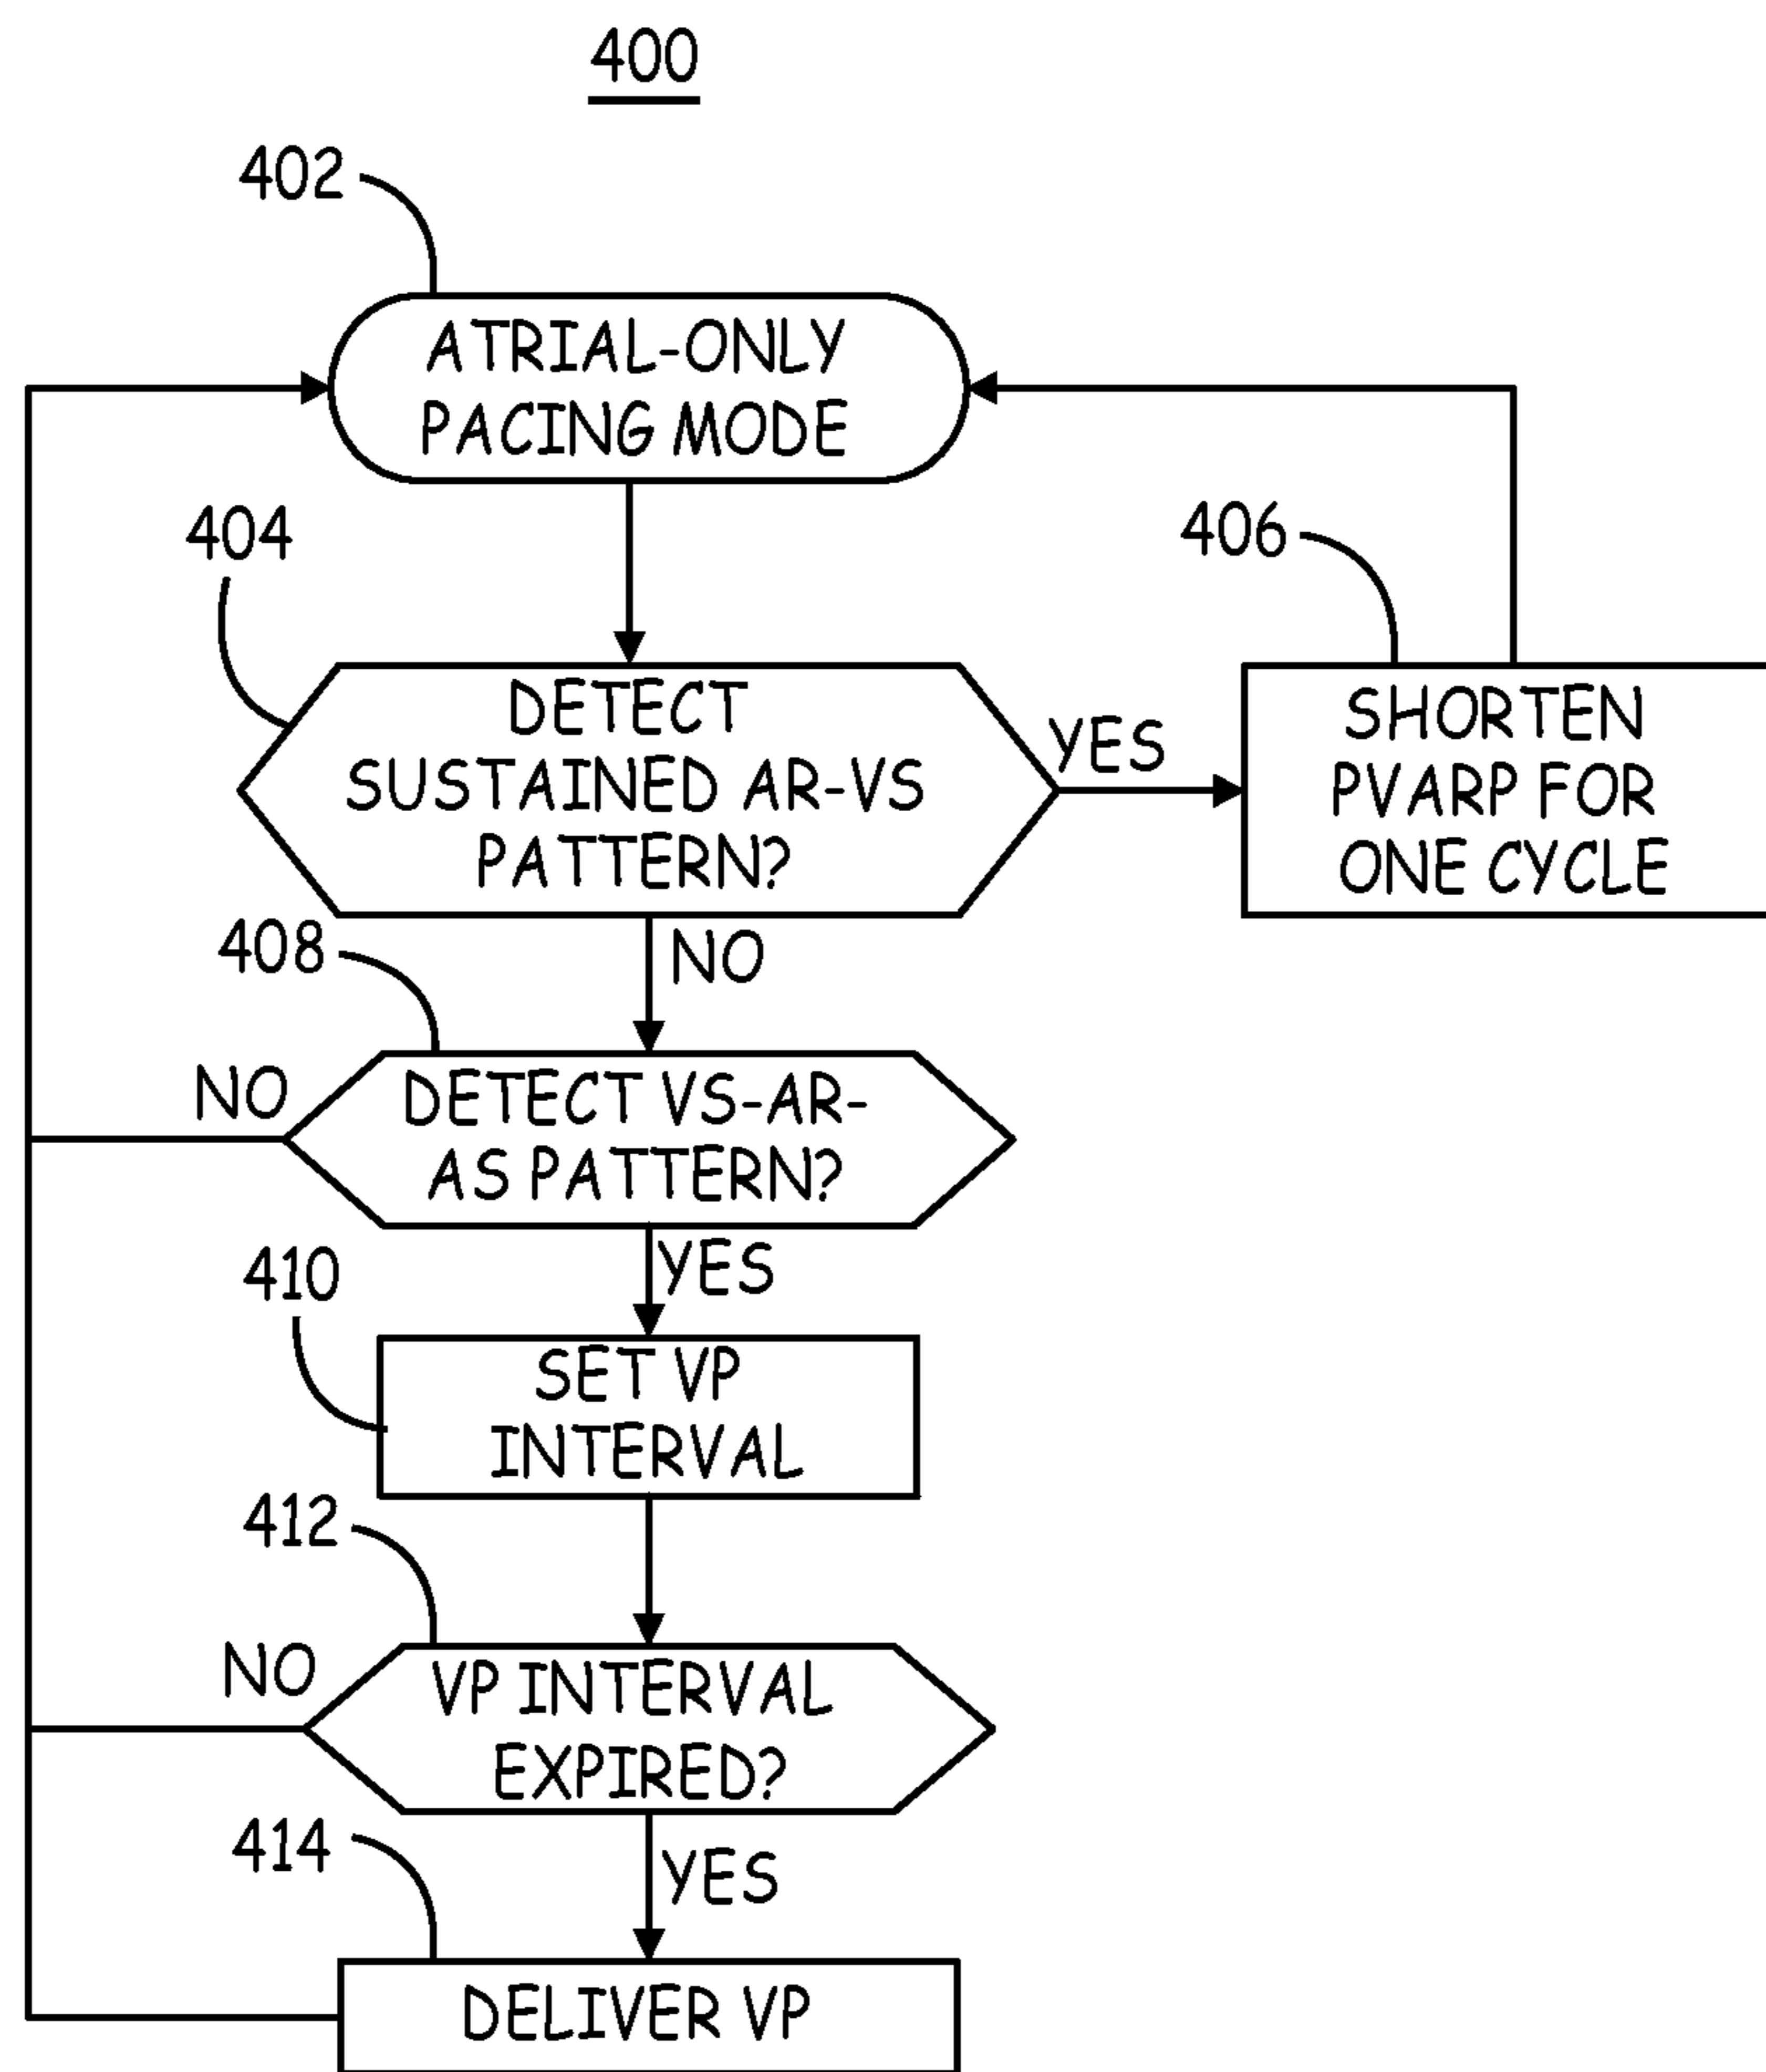 400
402
ATRIAL-ONLY
PACING MODE
404
406
DETECT
SUSTAINED AR-VS
PATTERN?
YES
SHORTEN
PVARP FOR
ONE CYCLE
408
NO
NO
DETECT VS-AR-
AS PATTERN?
YES
410
SET VP
INTERVAL
412
NO
VP INTERVAL
EXPIRED?
414
YES
DELIVER VP